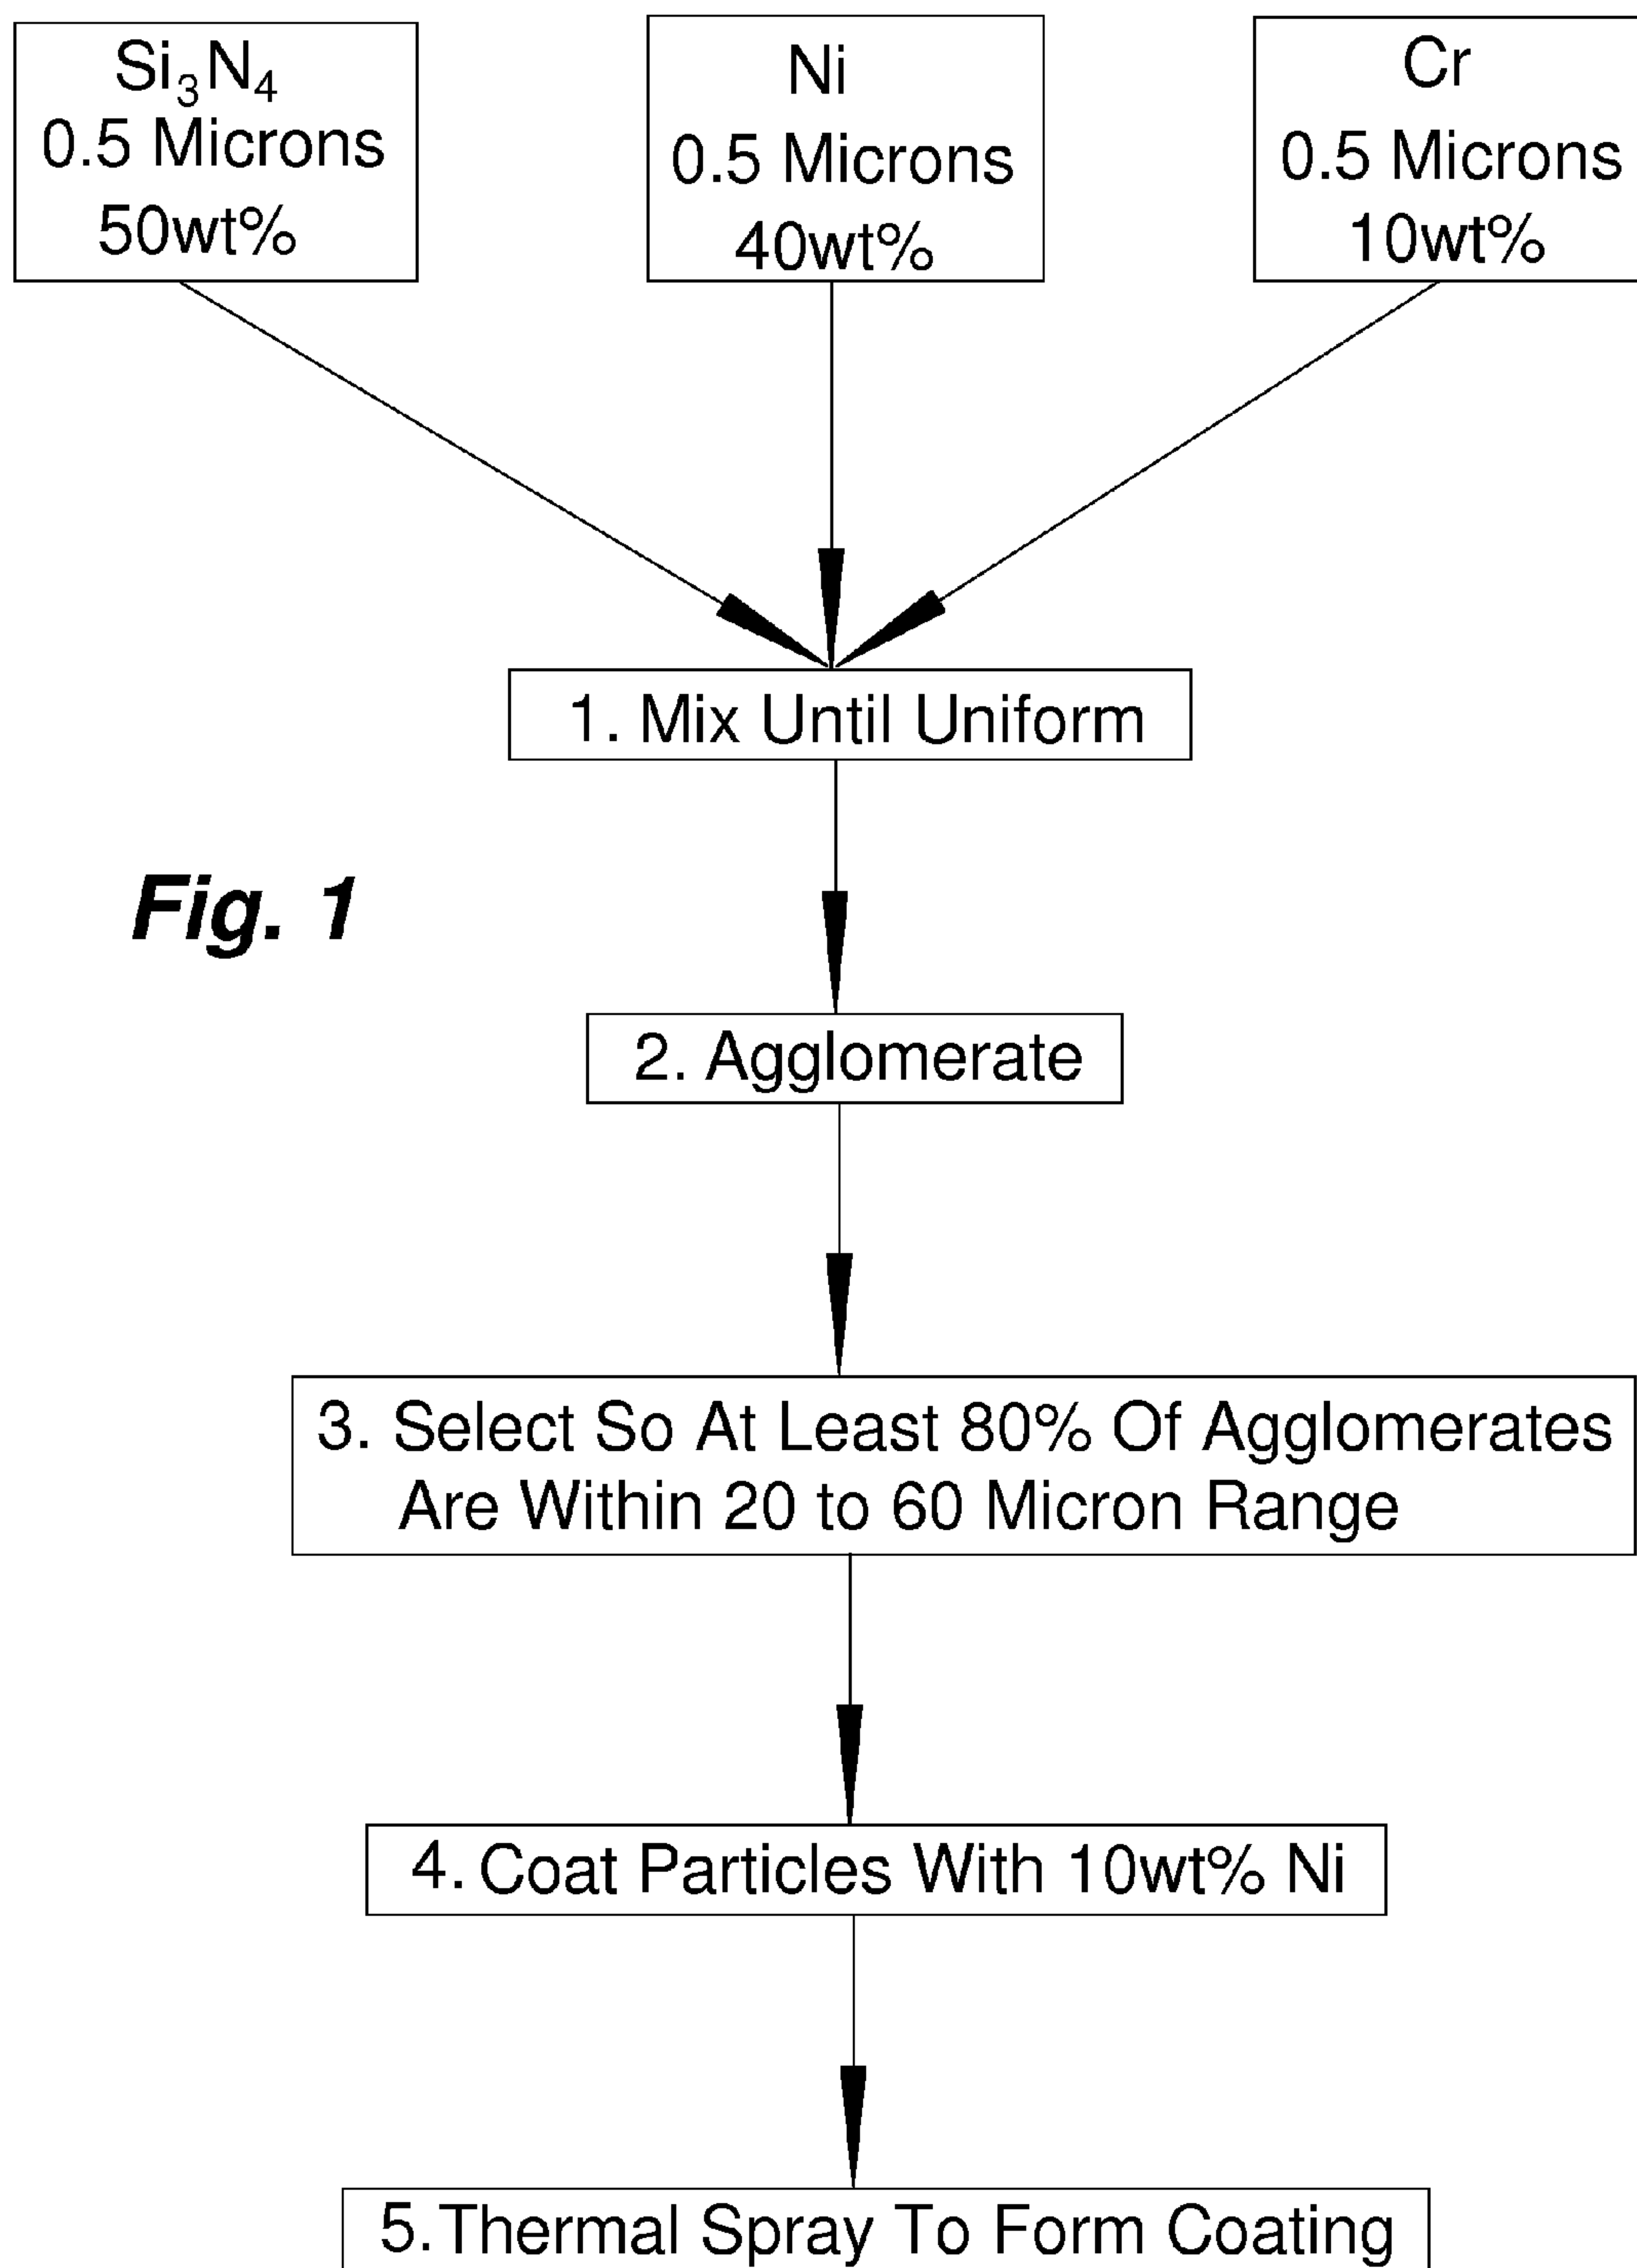 Si₃N₄
0.5 Microns
50wt%
Ni
0.5 Microns
40wt%
Cr
0.5 Microns
10wt%
1. Mix Until Uniform
Fig. 1
2. Agglomerate
3. Select So At Least 80% Of Agglomerates
Are Within 20 to 60 Micron Range
4. Coat Particles With 10wt% Ni
5. Thermal Spray To Form Coating